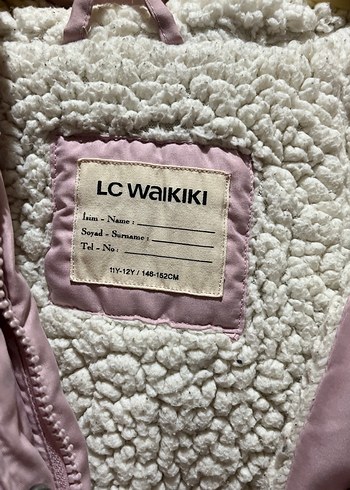 LC WAIKIKI
İsim - Name :
Soyad - Surname :
Tel - No :
11Y-12Y / 146-152CM